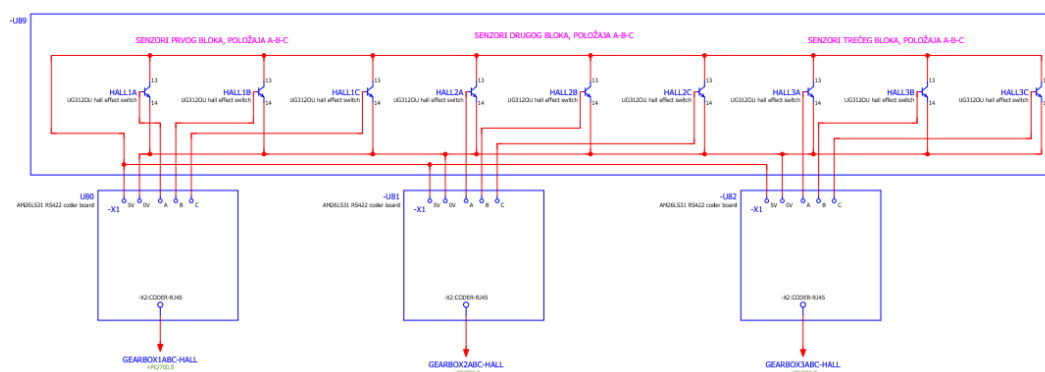 -U89
SENZORI PRVOG BLOKA, POLOŽAJA A-B-C
SENZORI DRUGOG BLOKA, POLOŽAJA A-B-C
SENZORI TREČEG BLOKA, POLOŽAJA A-B-C
13
HALL1A
UG3120U hall effect switch
14
13
HALL1B
UG3120U hall effect switch
14
13
HALL1C
UG3120U hall effect switch
14
13
HALL2A
UG3120U hall effect switch
14
13
HALL2B
UG3120U hall effect switch
14
13
HALL2C
UG3120U hall effect switch
14
13
HALL3A
UG3120U hall effect switch
14
13
HALL3B
UG3120U hall effect switch
14
13
HALL3C
UG3120U hall effect switch
14
U80
AM26LS31 RS422 coder board
-X1
5V 0V A B C
-X2:CODER-RJ45
GEARBOX1ABC-HALL
+PC/700.8
-U81
AM26LS31 RS422 coder board
-X1
5V 0V A B C
-X2:CODER-RJ45
GEARBOX2ABC-HALL
-U82
AM26LS31 RS422 coder board
-X1
5V 0V A B C
-X2:CODER-RJ45
GEARBOX3ABC-HALL